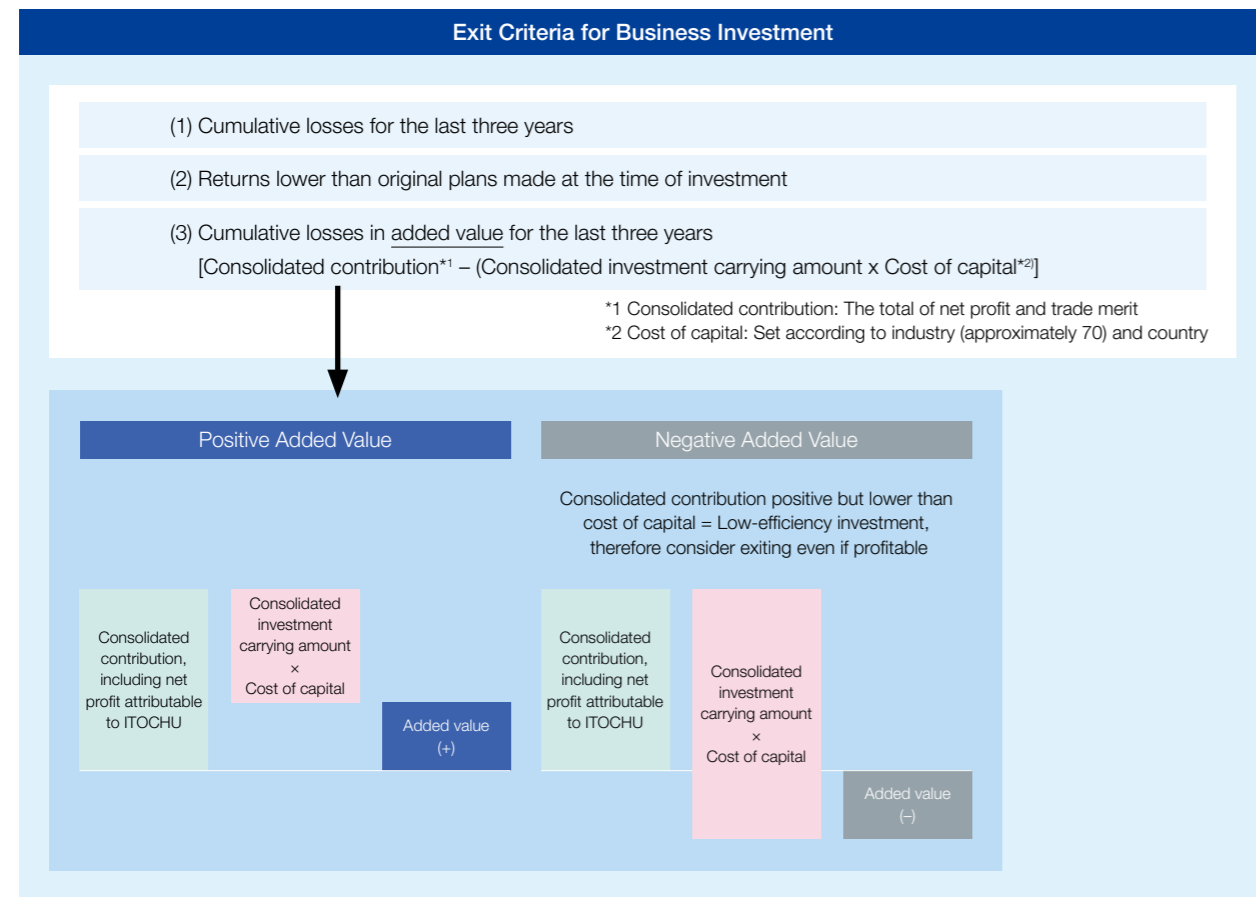 Exit Criteria for Business Investment
(1) Cumulative losses for the last three years
(2) Returns lower than original plans made at the time of investment
(3) Cumulative losses in added value for the last three years
[Consolidated contribution*1 – (Consolidated investment carrying amount x Cost of capital*2)]
*1 Consolidated contribution: The total of net profit and trade merit
*2 Cost of capital: Set according to industry (approximately 70) and country
Positive Added Value
Consolidated
contribution,
including net
profit attributable
to ITOCHU
Consolidated
investment
carrying amount
×
Cost of capital
Added value
(+)
Negative Added Value
Consolidated contribution positive but lower than
cost of capital = Low-efficiency investment,
therefore consider exiting even if profitable
Consolidated
contribution,
including net
profit attributable
to ITOCHU
Consolidated
investment
carrying amount
×
Cost of capital
Added value
(–)